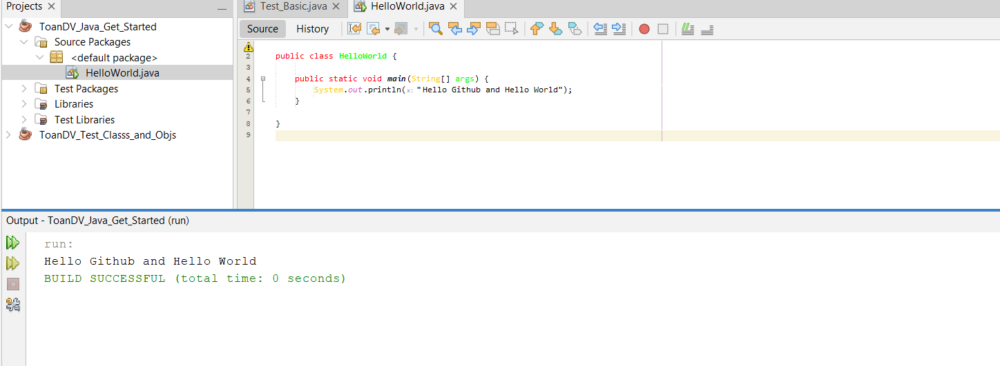 Projects
ToanDV_Java_Get_Started
Source Packages
<default package>
HelloWorld.java
Test Packages
Libraries
Test Libraries
ToanDV_Test_Classs_and_Objs
Test_Basic.java
HelloWorld.java
Source History
2 public class HelloWorld {
3
4 public static void main(String[] args) {
5 System.out.println(x: "Hello Github and Hello World");
6 }
7
8 }
9
Output - ToanDV_Java_Get_Started (run)
run:
Hello Github and Hello World
BUILD SUCCESSFUL (total time: 0 seconds)